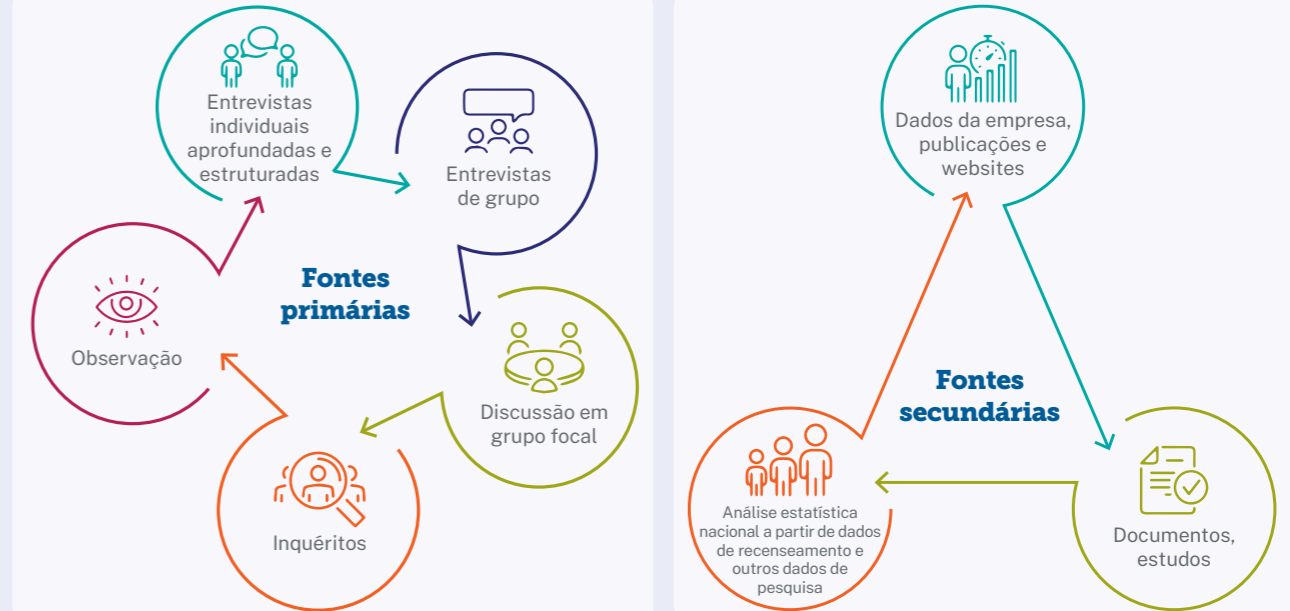 Entrevistas
individuais
aprofundadas e
estruturadas
Entrevistas
de grupo
Fontes
primárias
Observação
Discussão em
grupo focal
Inquéritos
Dados da empresa,
publicações e
websites
Fontes
secundárias
Análise estatística
nacional a partir de dados
de recenseamento e
outros dados de
pesquisa
Documentos,
estudos